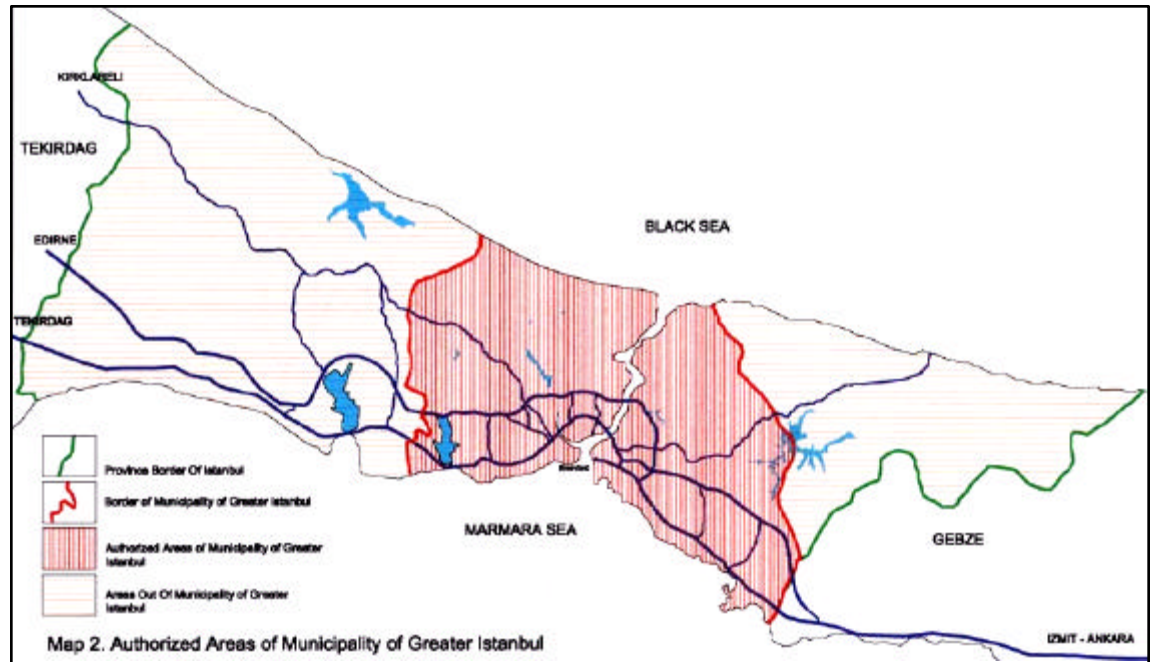 KIRKLARELI
TEKIRDAG
BLACK SEA
EDIRNE
TEKIRDAG
Province Border Of Istanbul
Border of Municipality of Greater Istanbul
MARMARA SEA
GEBZE
Authorized Areas of Municipality of Greater
Istanbul
Areas Out Of Municipality of Greater
Istanbul
IZMIT - ANKARA
Map 2. Authorized Areas of Municipality of Greater Istanbul